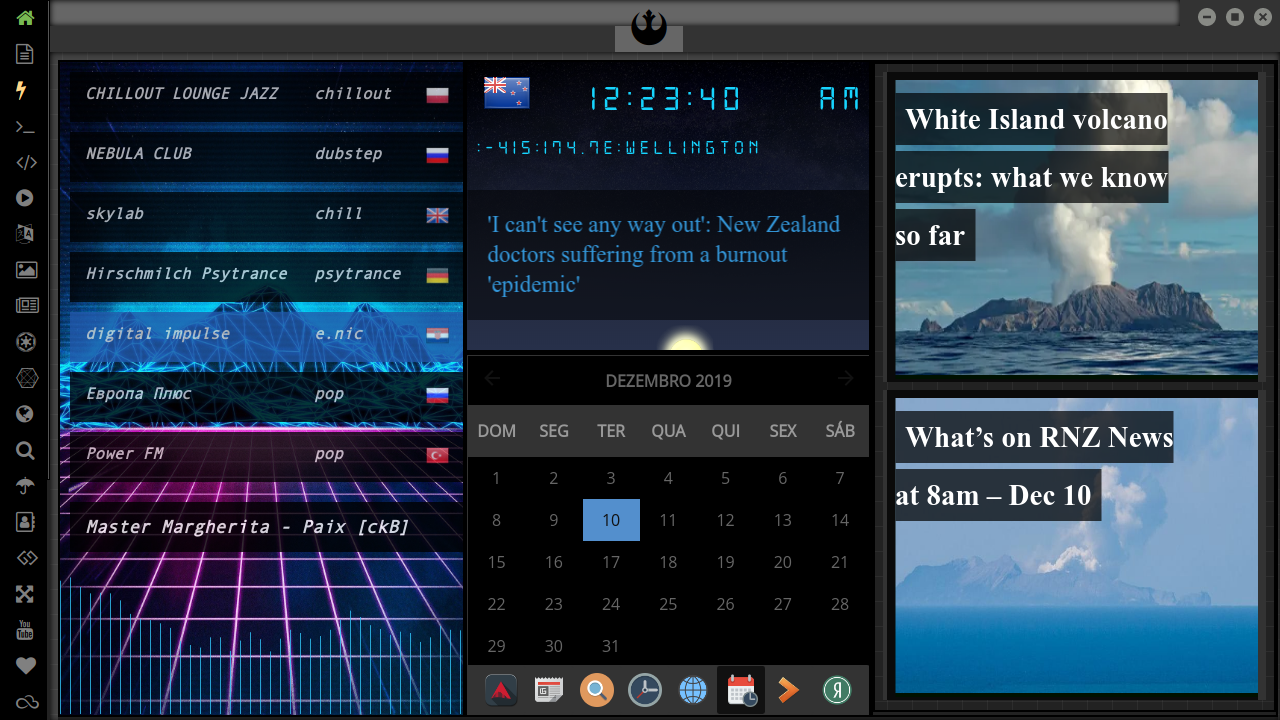 CHILLOUT LOUNGE JAZZ chillout
NEBULA CLUB dubstep
skylab chill
Hirschmilch Psytrance psytrance
digital impulse e.nic
Европа Плюс pop
Power FM pop
Master Margherita - Paix [ckB]
12:23:40 AM
:-415:174.7E:WELLINGTON
'I can't see any way out': New Zealand
doctors suffering from a burnout
'epidemic'
DEZEMBRO 2019
DOM SEG TER QUA QUI SEX SÁB
1 2 3 4 5 6 7
8 9 10 11 12 13 14
15 16 17 18 19 20 21
22 23 24 25 26 27 28
29 30 31
Я
White Island volcano
erupts: what we know
so far
What’s on RNZ News
at 8am – Dec 10
You
Tube